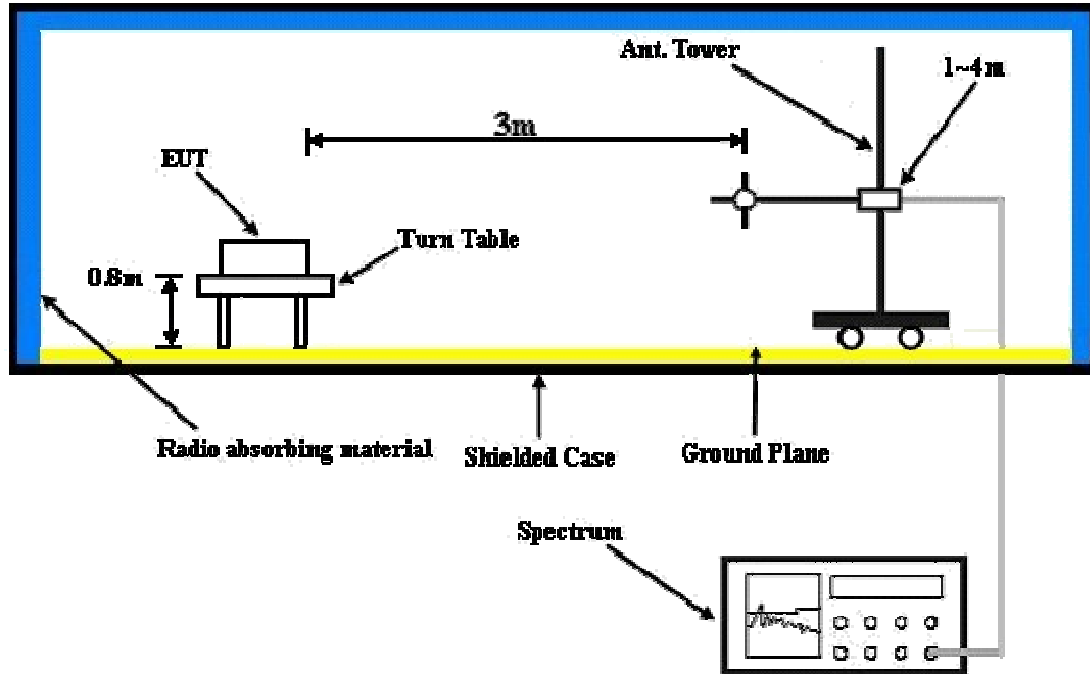 Ant. Tower
1~4m
3m
EUT
Turn Table
0.8m
Radio absorbing material
Shielded Case
Ground Plane
Spectrum